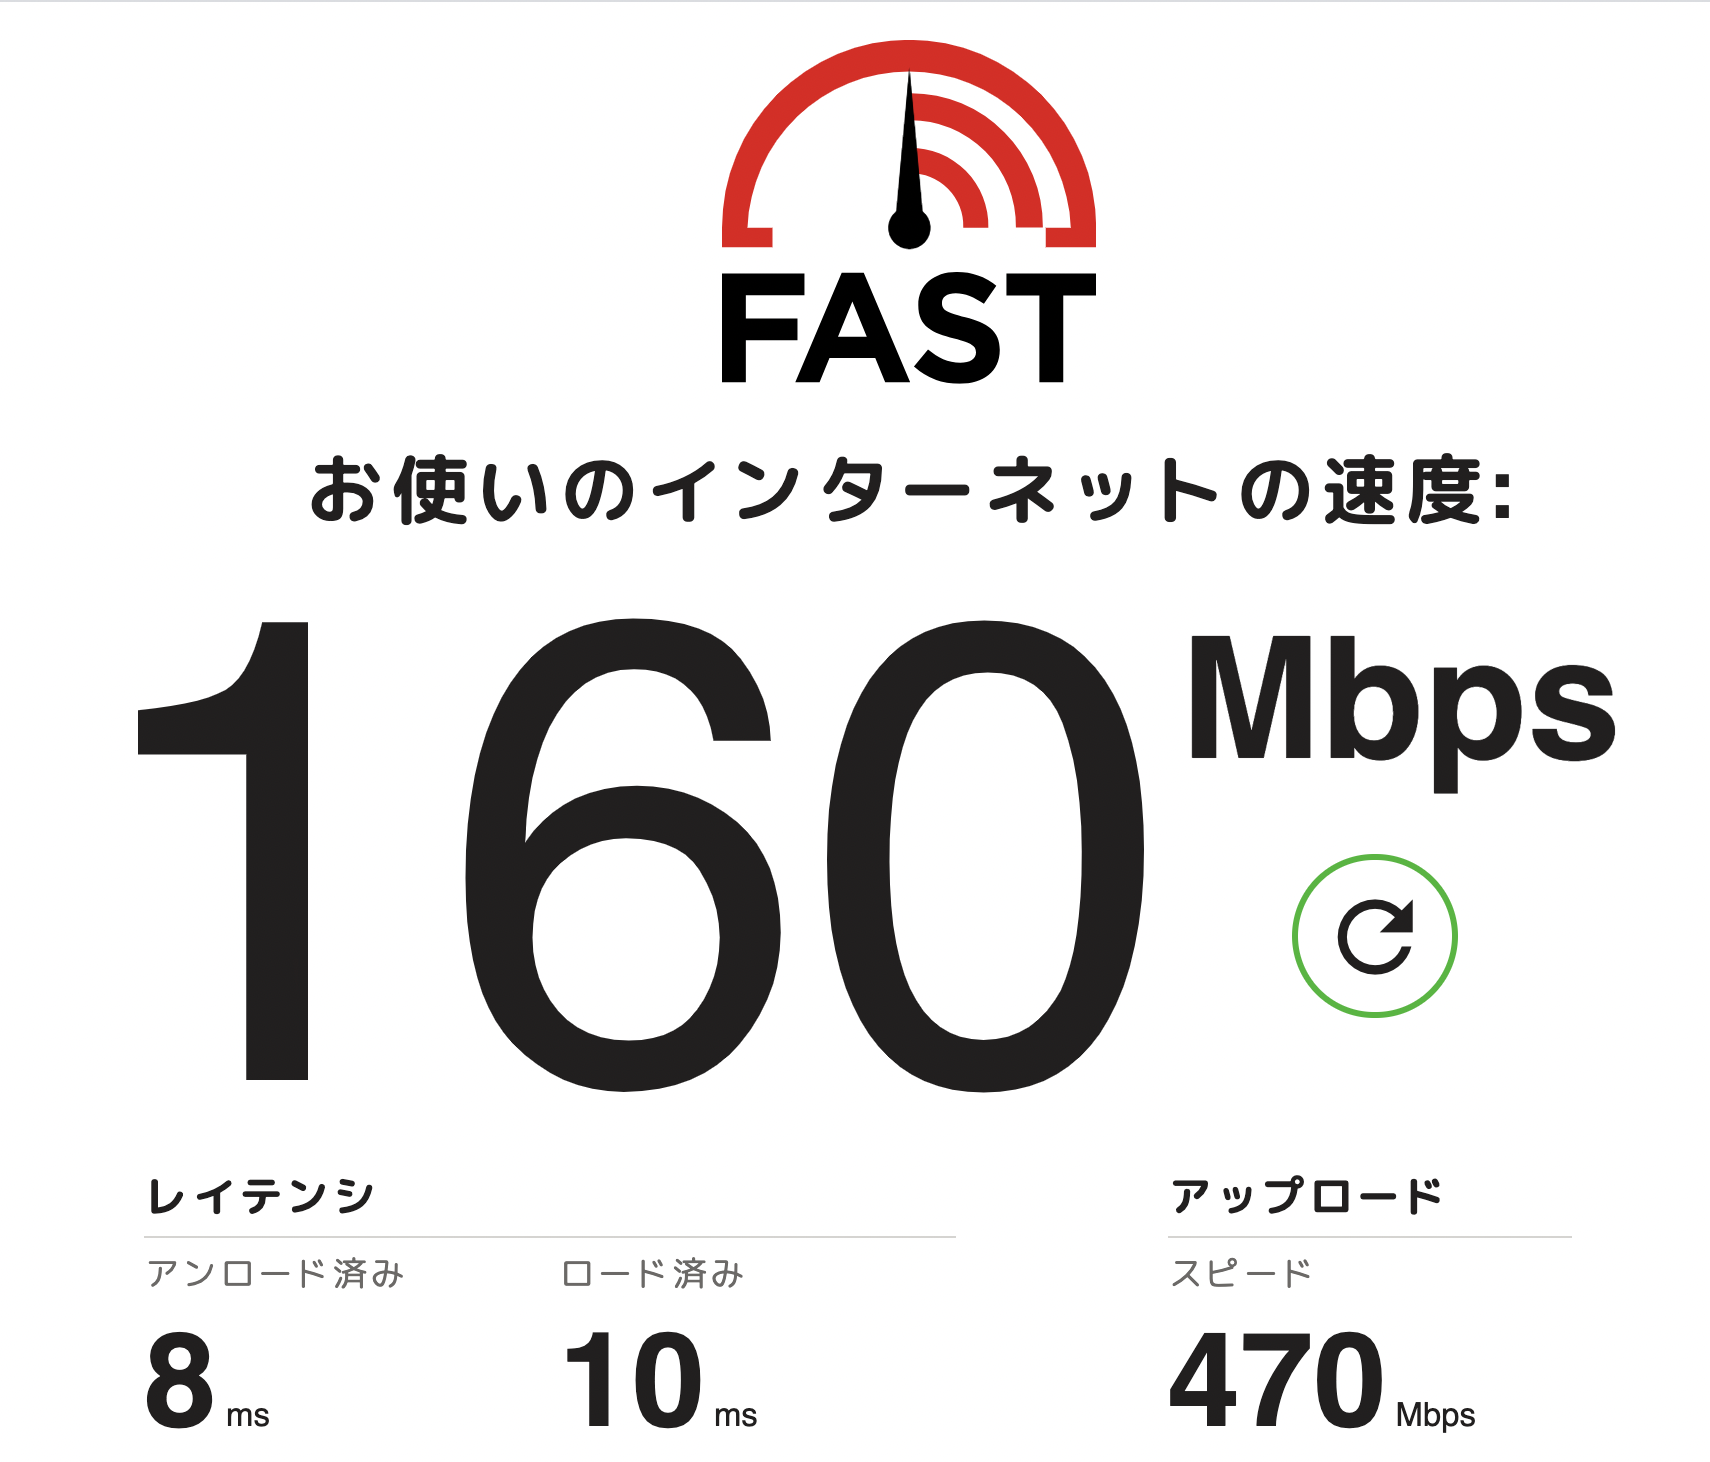 FAST
お使いのインターネットの速度:
160 Mbps
レイテンシ
アンロード済み ロード済み
8 ms 10 ms
アップロード
スピード
470 Mbps